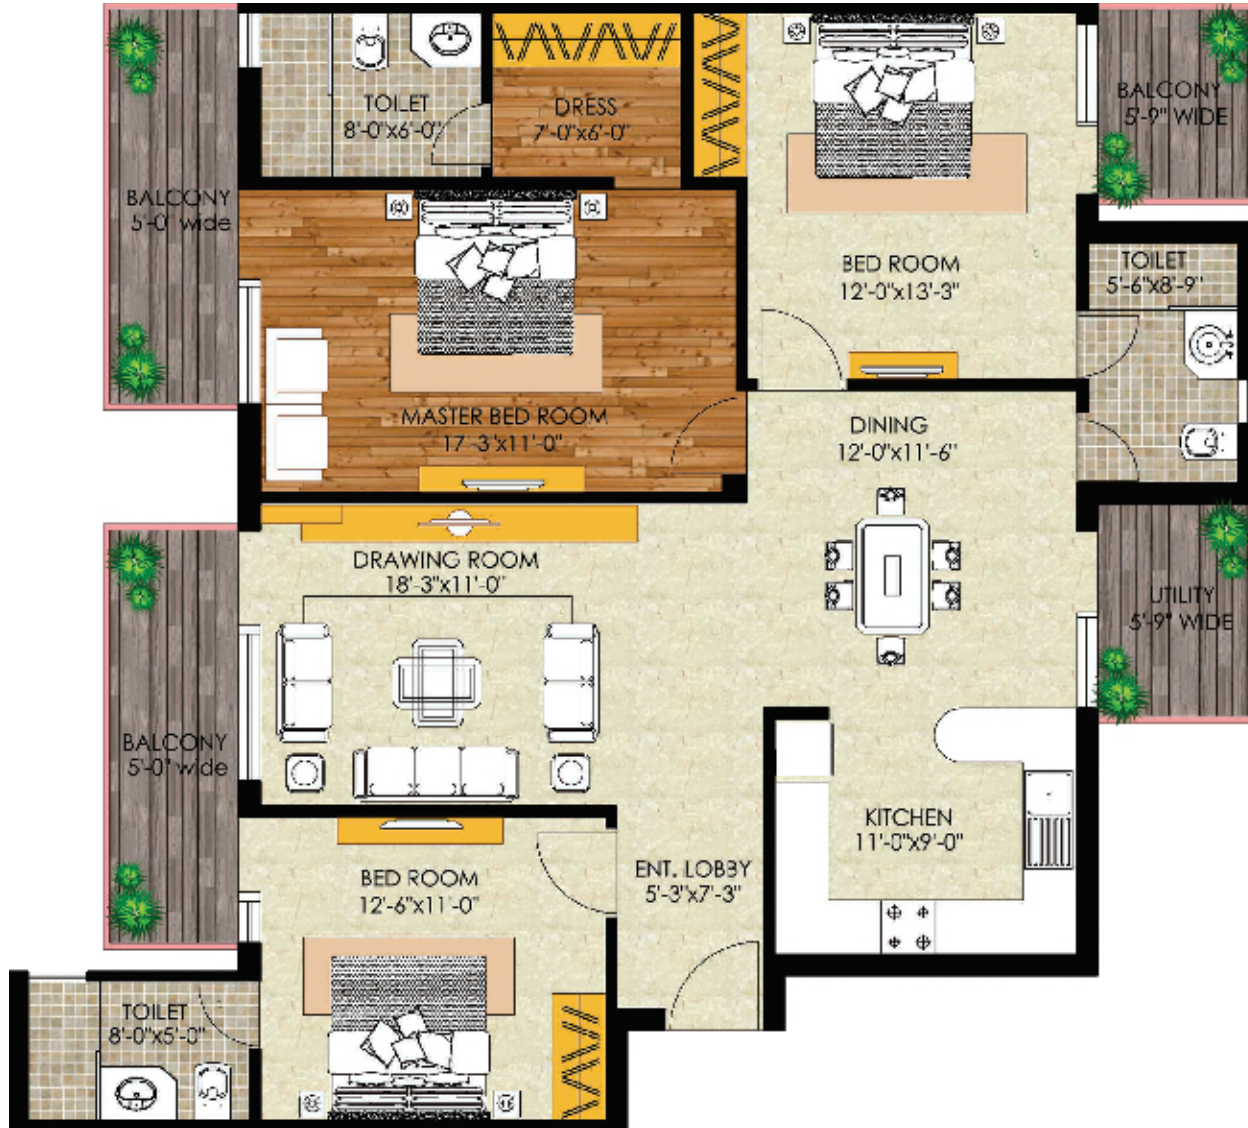 TOILET
8'-0"x6'-0"
DRESS
7'-0"x6'-0"
BALCONY
5'-9" WIDE
BALCONY
5'-0" wide
BED ROOM
12'-0"x13'-3"
TOILET
5'-6"x8'-9"
MASTER BED ROOM
17'-3"x11'-0"
DINING
12'-0"x11'-6"
DRAWING ROOM
18'-3"x11'-0"
UTILITY
5'-9" WIDE
BALCONY
5'-0" wide
KITCHEN
11'-0"x9'-0"
ENT. LOBBY
5'-3"x7'-3"
BED ROOM
12'-6"x11'-0"
TOILET
8'-0"x5'-0"